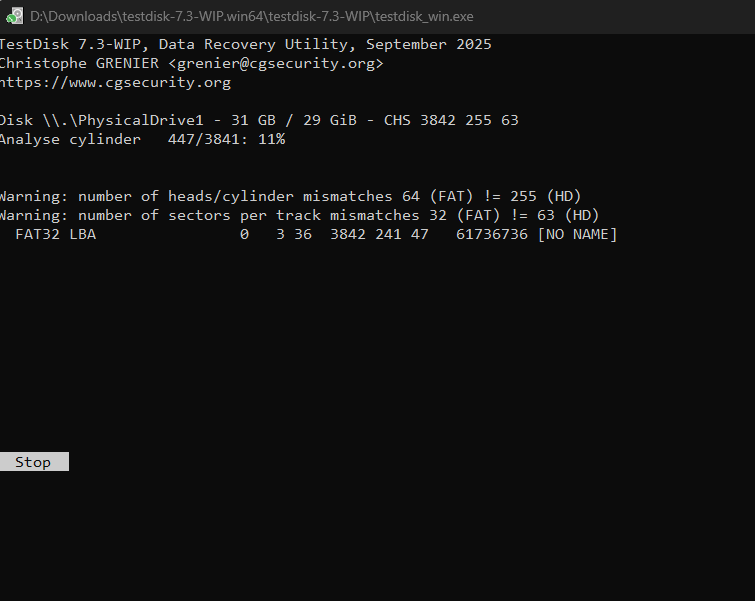 D:\Downloads\testdisk-7.3-WIP.win64\testdisk-7.3-WIP\testdisk_win.exe
TestDisk 7.3-WIP, Data Recovery Utility, September 2025
Christophe GRENIER <grenier@cgsecurity.org>
https://www.cgsecurity.org
Disk \\.\PhysicalDrive1 - 31 GB / 29 GiB - CHS 3842 255 63
Analyse cylinder   447/3841: 11%
Warning: number of heads/cylinder mismatches 64 (FAT) != 255 (HD)
Warning: number of sectors per track mismatches 32 (FAT) != 63 (HD)
FAT32 LBA                0   3 36  3842 241 47   61736736 [NO NAME]
Stop